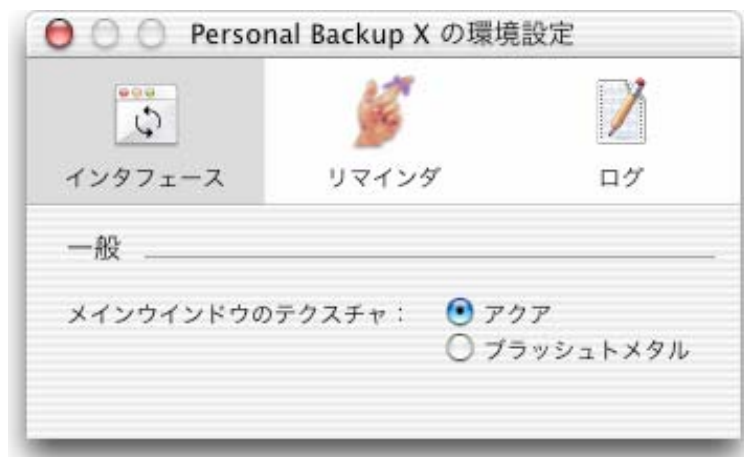 Personal Backup X の環境設定
インタフェース
リマインダ
ログ
一般
メインウインドウのテクスチャ：
アクア
ブラッシュトメタル